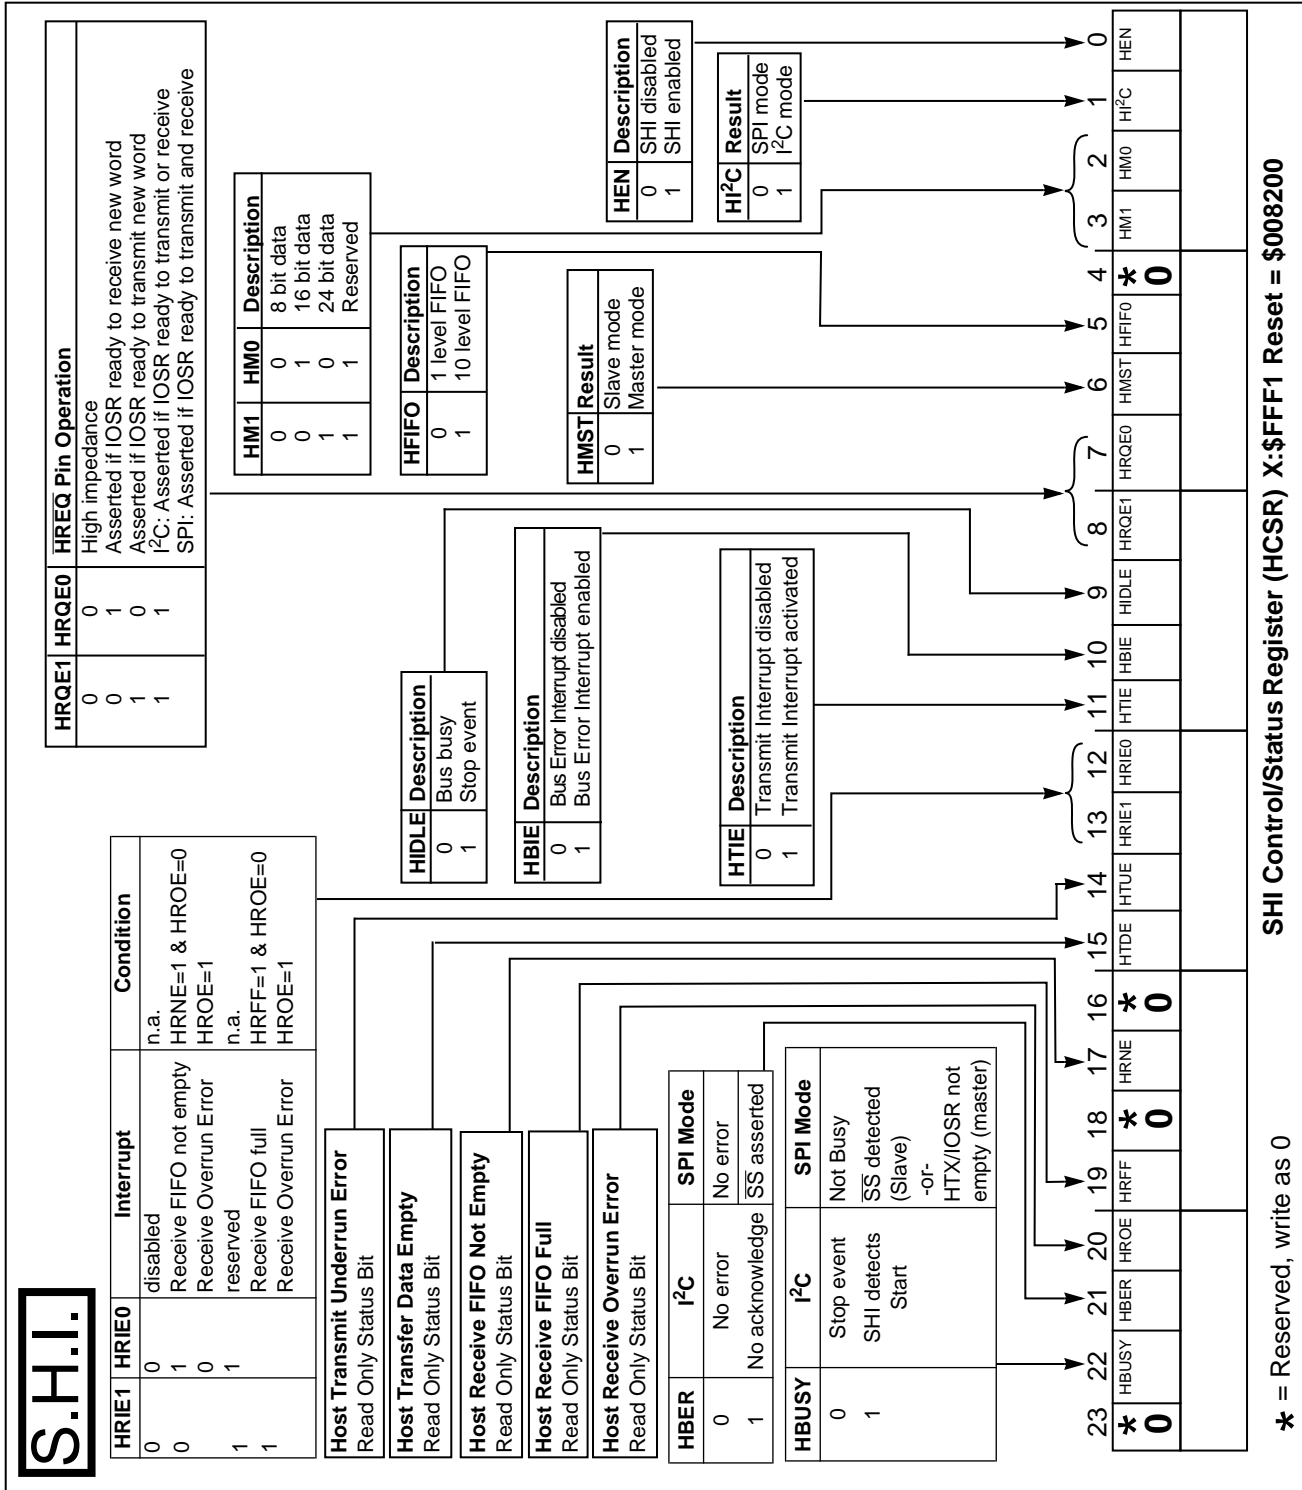 S.H.I.
HRIE1 HRIE0 Interrupt Condition
0 0 disabled n.a.
0 1 Receive FIFO not empty HRNE=1 & HROE=0
0 Receive Overrun Error HROE=1
1 reserved n.a.
1 Receive FIFO full HRFF=1 & HROE=0
1 Receive Overrun Error HROE=1
HRQE1 HRQE0 HREQ Pin Operation
0 0 High impedance
0 1 Asserted if IOSR ready to receive new word
1 0 Asserted if IOSR ready to transmit new word
1 1 I²C: Asserted if IOSR ready to transmit or receive
SPI: Asserted if IOSR ready to transmit and receive
HM1 HM0 Description
0 0 8 bit data
0 1 16 bit data
1 0 24 bit data
1 1 Reserved
Host Transmit Underrun Error
Read Only Status Bit
Host Transfer Data Empty
Read Only Status Bit
Host Receive FIFO Not Empty
Read Only Status Bit
Host Receive FIFO Full
Read Only Status Bit
Host Receive Overrun Error
Read Only Status Bit
HIDLE Description
0 Bus busy
1 Stop event
HFIFO Description
0 1 level FIFO
1 10 level FIFO
HBIE Description
0 Bus Error Interrupt disabled
1 Bus Error Interrupt enabled
HMST Result
0 Slave mode
1 Master mode
HEN Description
0 SHI disabled
1 SHI enabled
HBER I²C SPI Mode
0 No error No error
1 No acknowledge SS asserted
HTIE Description
0 Transmit Interrupt disabled
1 Transmit Interrupt activated
HI²C Result
0 SPI mode
1 I²C mode
HBUSY I²C SPI Mode
0 Stop event Not Busy
1 SHI detects SS detected
Start (Slave)
-or-
HTX/IOSR not
empty (master)
23 22 21 20 19 18 17 16 15 14 13 12 11 10 9 8 7 6 5 4 3 2 1 0
* HBUSY HBER HROE HRFF * HRNE * HTDE HTUE HRIE1 HRIE0 HTIE HBIE HIDLE HRQE1 HRQE0 HMST HFIF0 * HM1 HM0 HI²C HEN
0 0 0 0
SHI Control/Status Register (HCSR) X:$FFF1 Reset = $008200
* = Reserved, write as 0